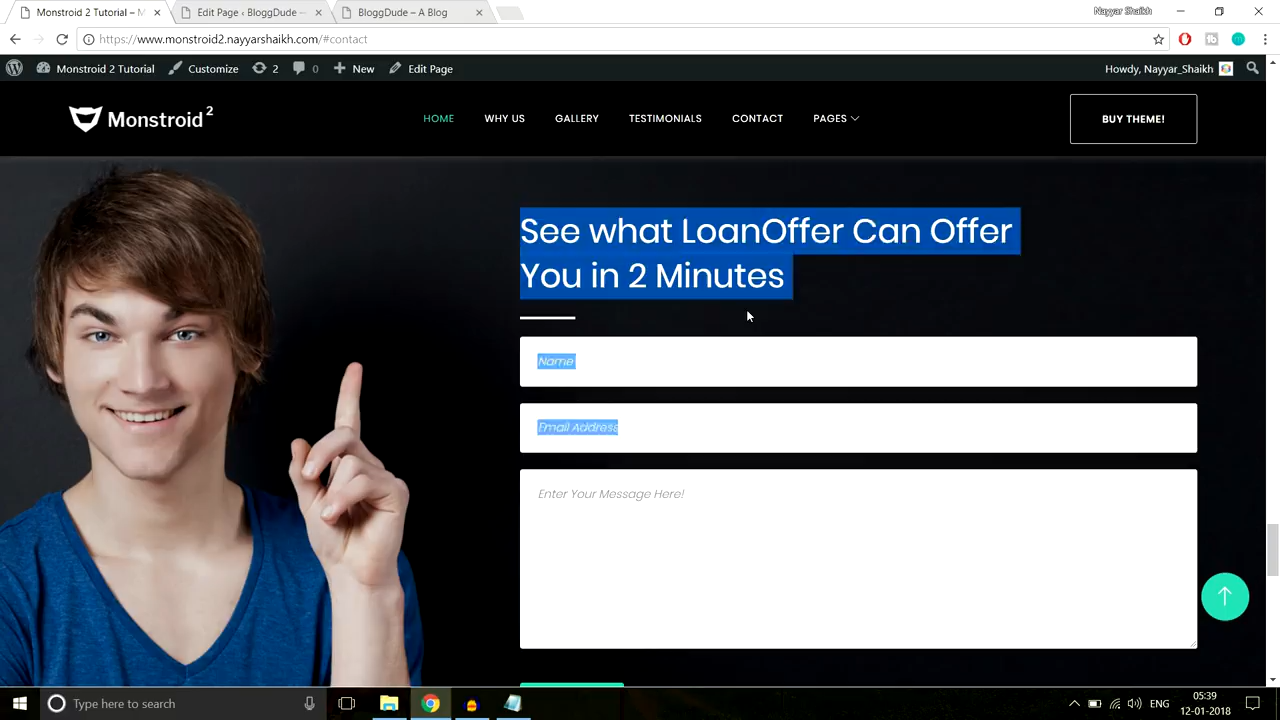 Monstroid 2 Tutorial – M
Edit Page ‹ BloggDude —
BloggDude – A Blog
Nayyar Shaikh
https://www.monstroid2.nayyarshaikh.com/#contact
Monstroid 2 Tutorial
Customize
2
0
New
Edit Page
Howdy, Nayyar_Shaikh
Monstroid 2
HOME
WHY US
GALLERY
TESTIMONIALS
CONTACT
PAGES
BUY THEME!
See what LoanOffer Can Offer
You in 2 Minutes
Name
Email Address
Enter Your Message Here!
Type here to search
ENG
05:39
12-01-2018